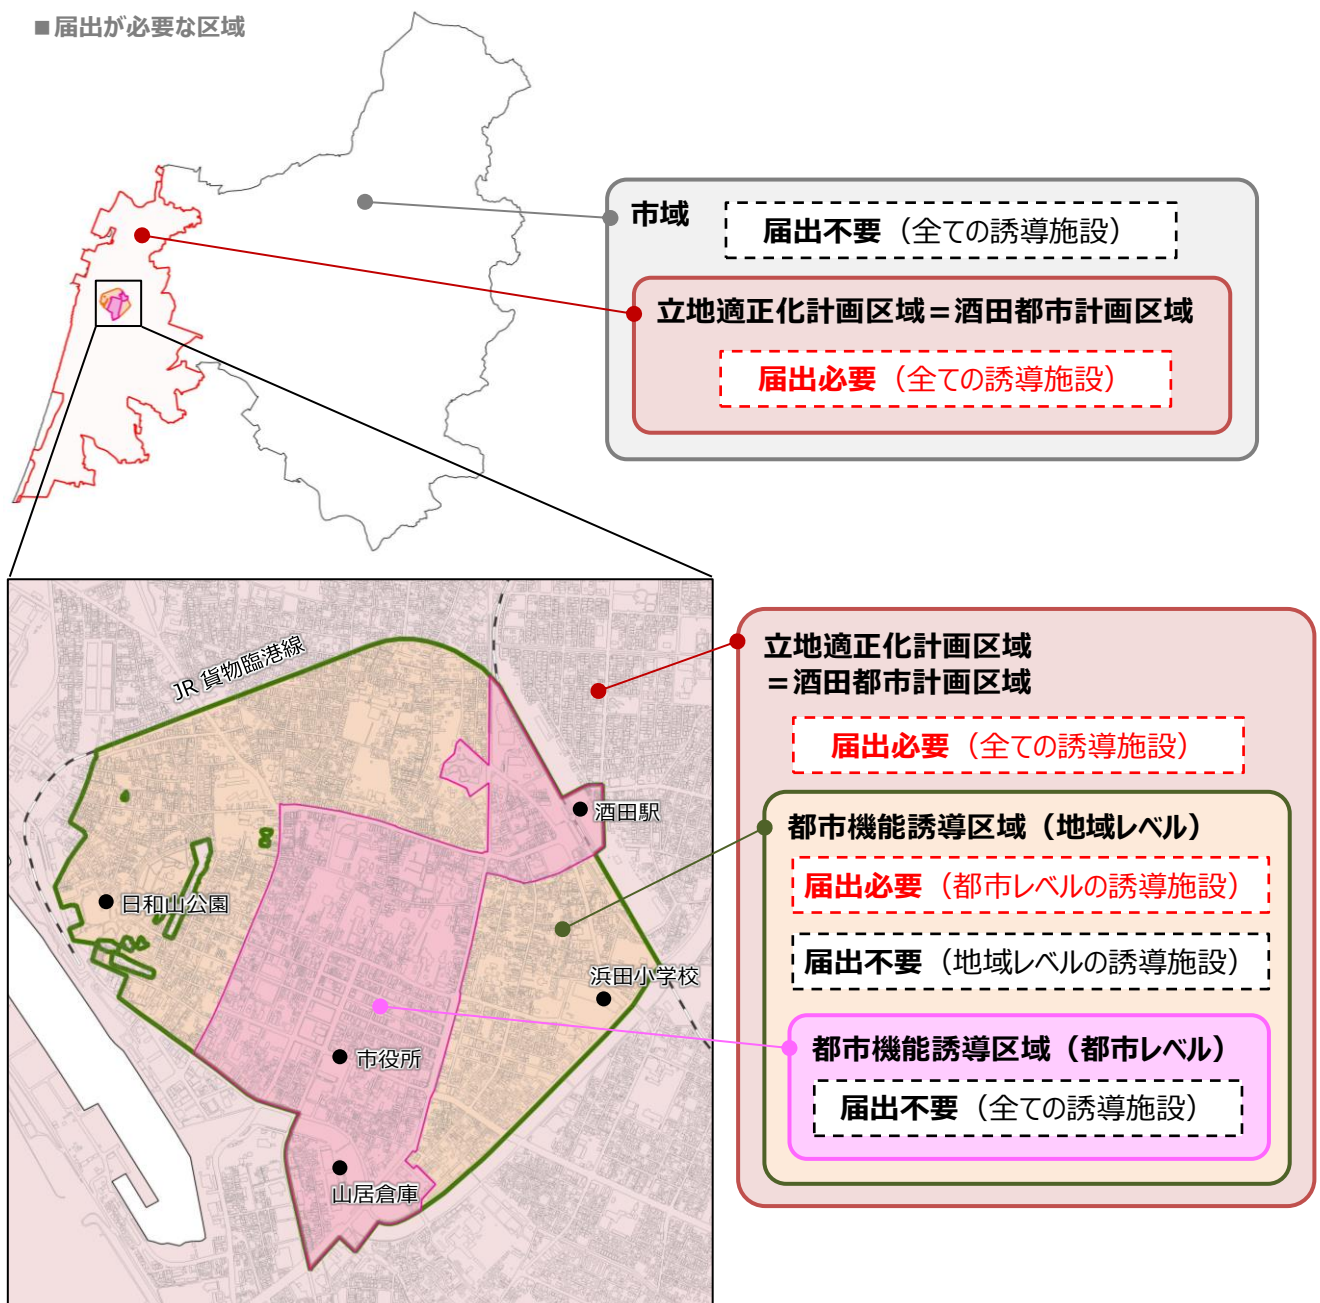 ■届出が必要な区域
市域
届出不要（全ての誘導施設）
立地適正化計画区域＝酒田都市計画区域
届出必要（全ての誘導施設）
JR 貨物臨港線
酒田駅
日和山公園
浜田小学校
市役所
山居倉庫
立地適正化計画区域
＝酒田都市計画区域
届出必要（全ての誘導施設）
都市機能誘導区域（地域レベル）
届出必要（都市レベルの誘導施設）
届出不要（地域レベルの誘導施設）
都市機能誘導区域（都市レベル）
届出不要（全ての誘導施設）